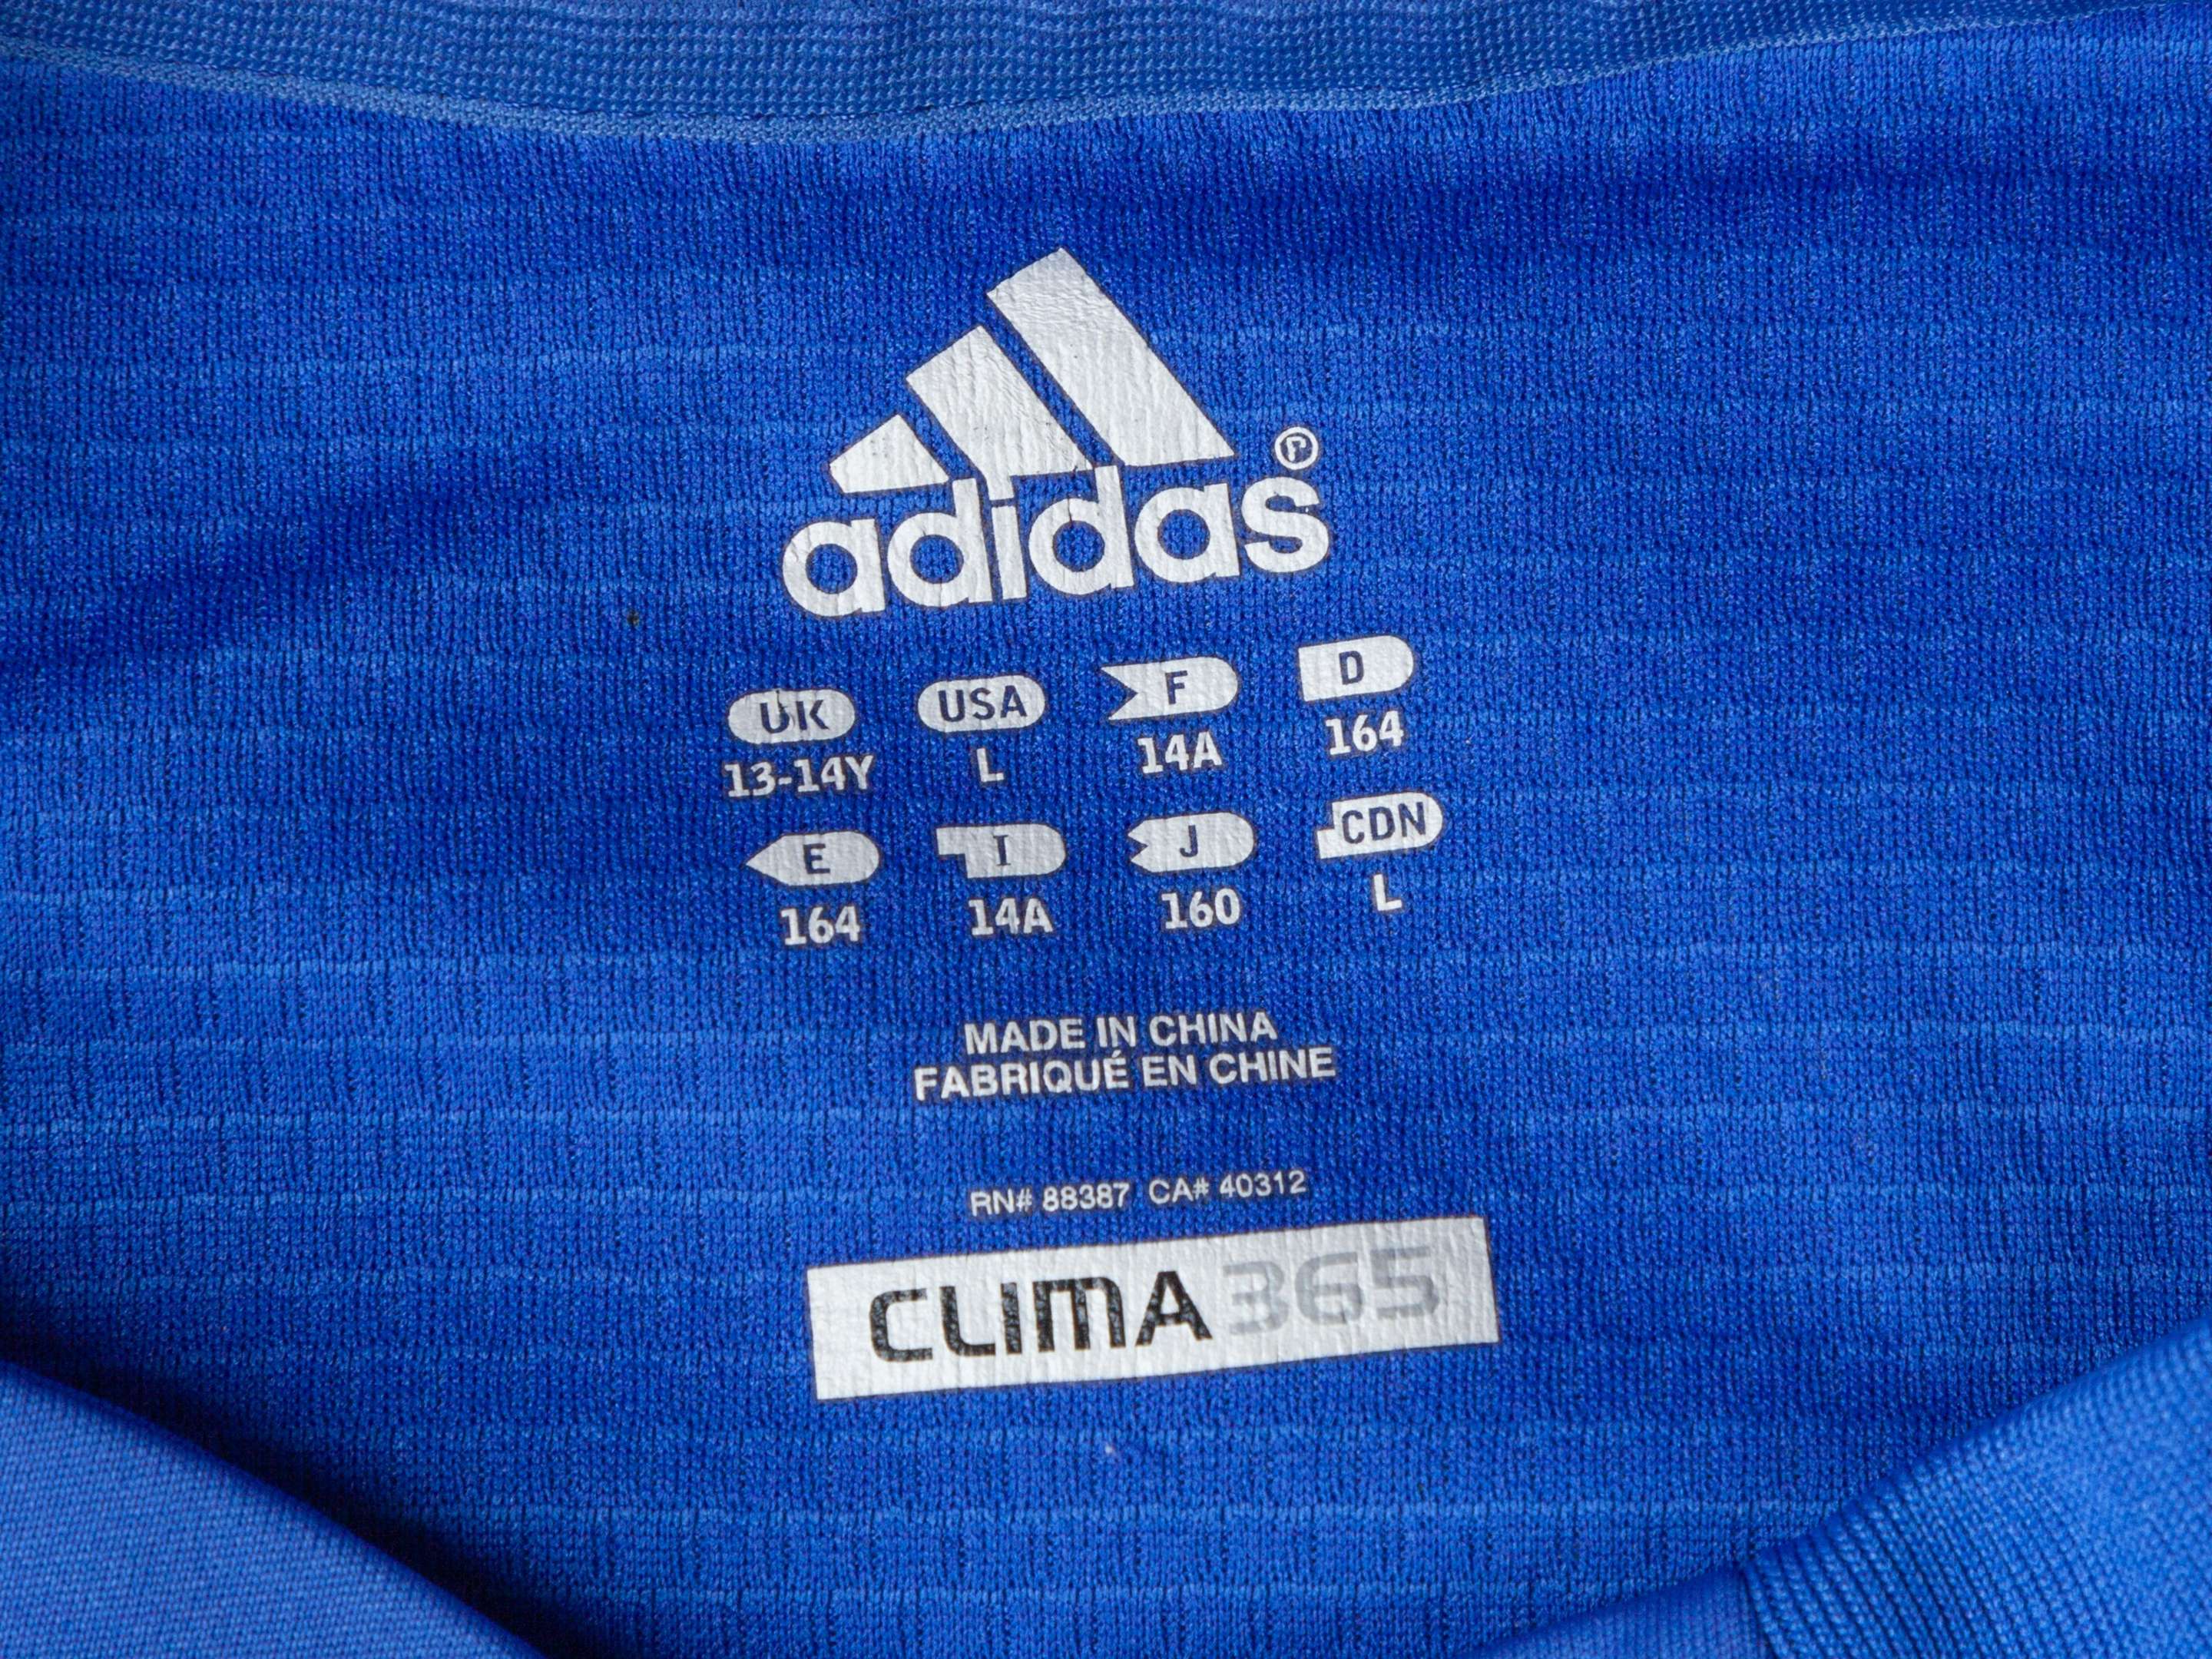 adidas®
UK USA F D
13-14Y L 14A 164
E I J CDN
164 14A 160 L
MADE IN CHINA
FABRIQUÉ EN CHINE
RN# 88387 CA# 40312
CLIMA365